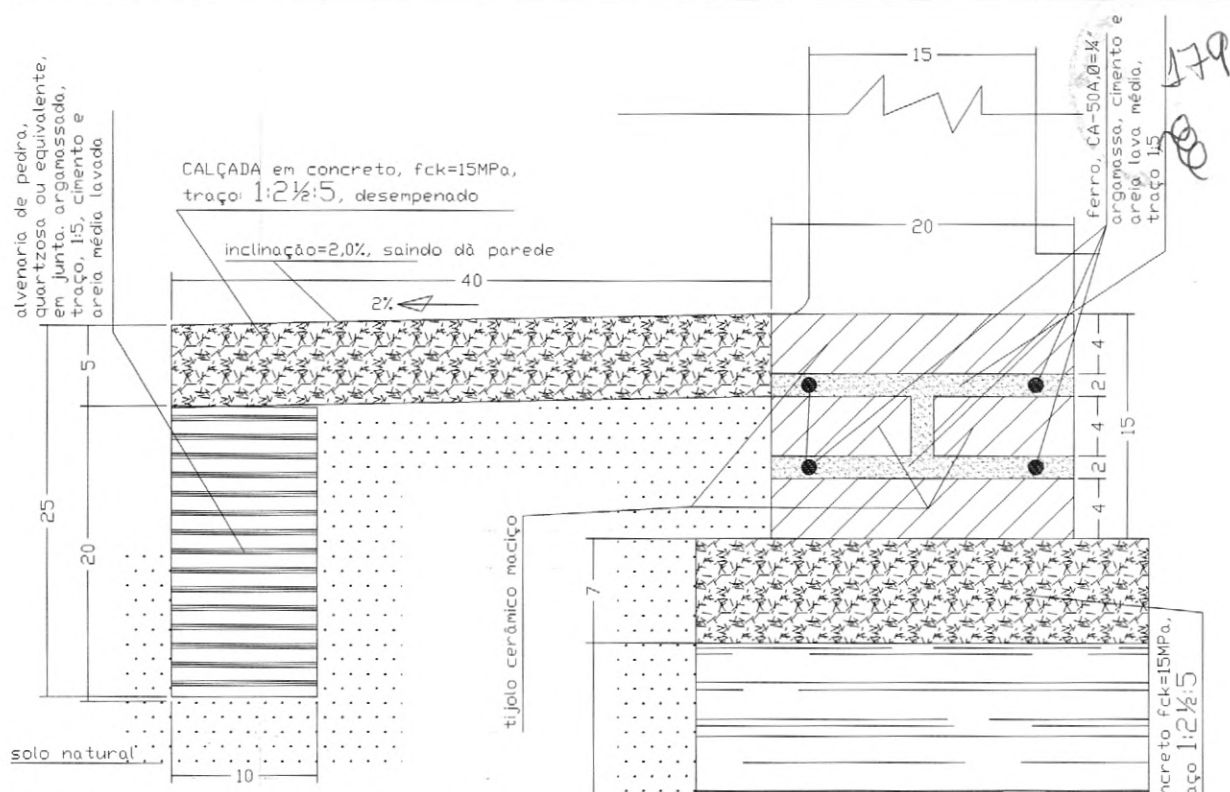 alvenaria de pedra,
quartzosa ou equivalente,
em junta. argamassada,
traço, 1:5, cimento e
areia média lavada
CALÇADA em concreto, fck=15MPa,
traço: 1:2½:5, desempenado
inclinação=2,0%, saindo dà parede
40
2%
15
20
ferro, CA-50A,Ø=¼"
argamassa, cimento e
areia lava média,
traço 1:5
179
5
25
20
10
solo natural
tijolo cerâmico maciço
4
2
4
2
4
15
7
concreto fck=15MPa,
traço 1:2½:5